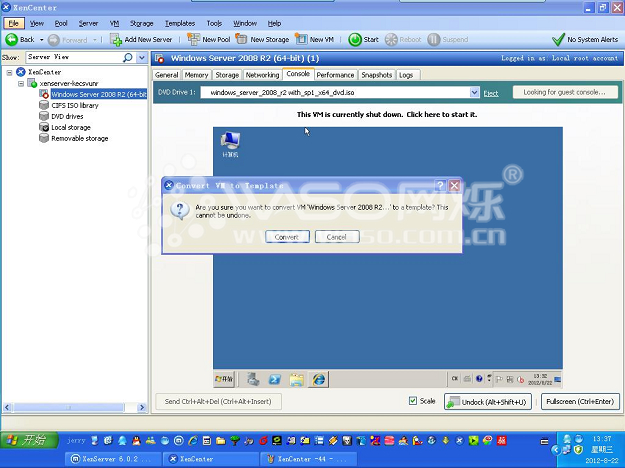 XenCenter
File View Pool Server VM Storage Templates Tools Window Help
Back Forward Add New Server New Pool New Storage New VM Start Reboot Suspend No System Alerts
Show: Server View
Windows Server 2008 R2 (64-bit) (1) Logged in as: Local root account
XenCenter
xenserver-kecsvunr
Windows Server 2008 R2 (64-bit
CIFS ISO library
DVD drives
Local storage
Removable storage
General Memory Storage Networking Console Performance Snapshots Logs
DVD Drive 1: windows_server_2008_r2 with_sp1_x64_dvd.iso Eject Looking for guest console...
This VM is currently shut down. Click here to start it.
计算机
Convert VM to Template
Are you sure you want to convert VM 'Windows Server 2008 R2...' to a template? This
cannot be undone.
Convert Cancel
网烁
.com.cn
开始 CH 13:32
2012/8/22
Send Ctrl+Alt+Del (Ctrl+Alt+Insert) Scale Undock (Alt+Shift+U) Fullscreen (Ctrl+Enter)
开始 jerry 13:37
星期三
2012-8-22
XenServer 6.0.2 ... XenCenter XenCenter -44 - ...